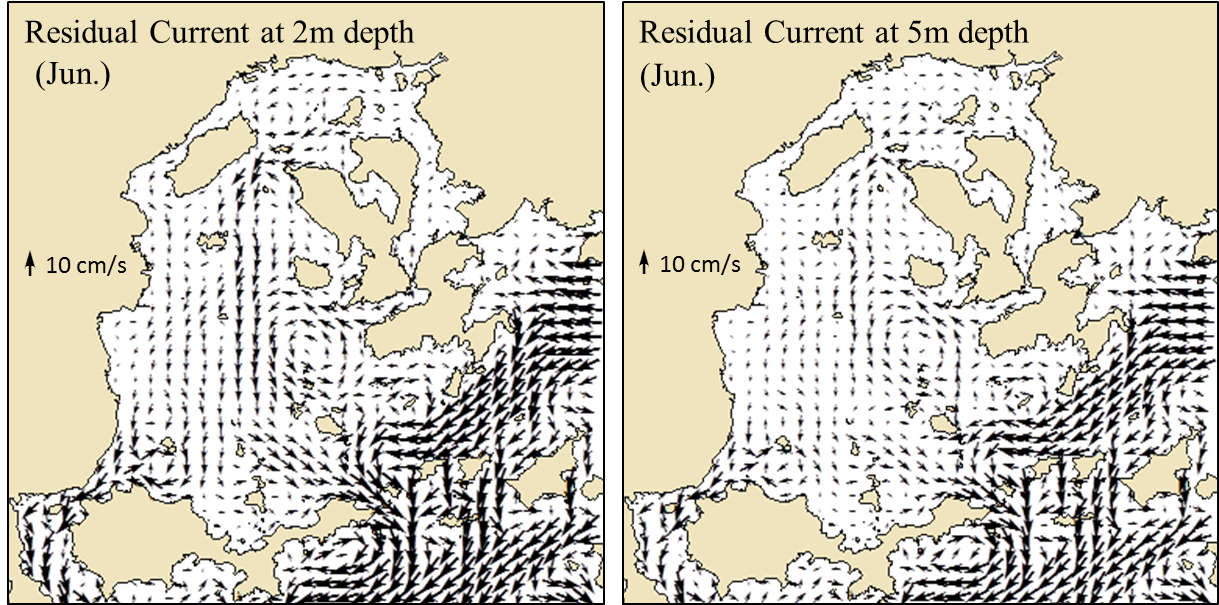 Residual Current at 2m depth
(Jun.)
10 cm/s
Residual Current at 5m depth
(Jun.)
10 cm/s